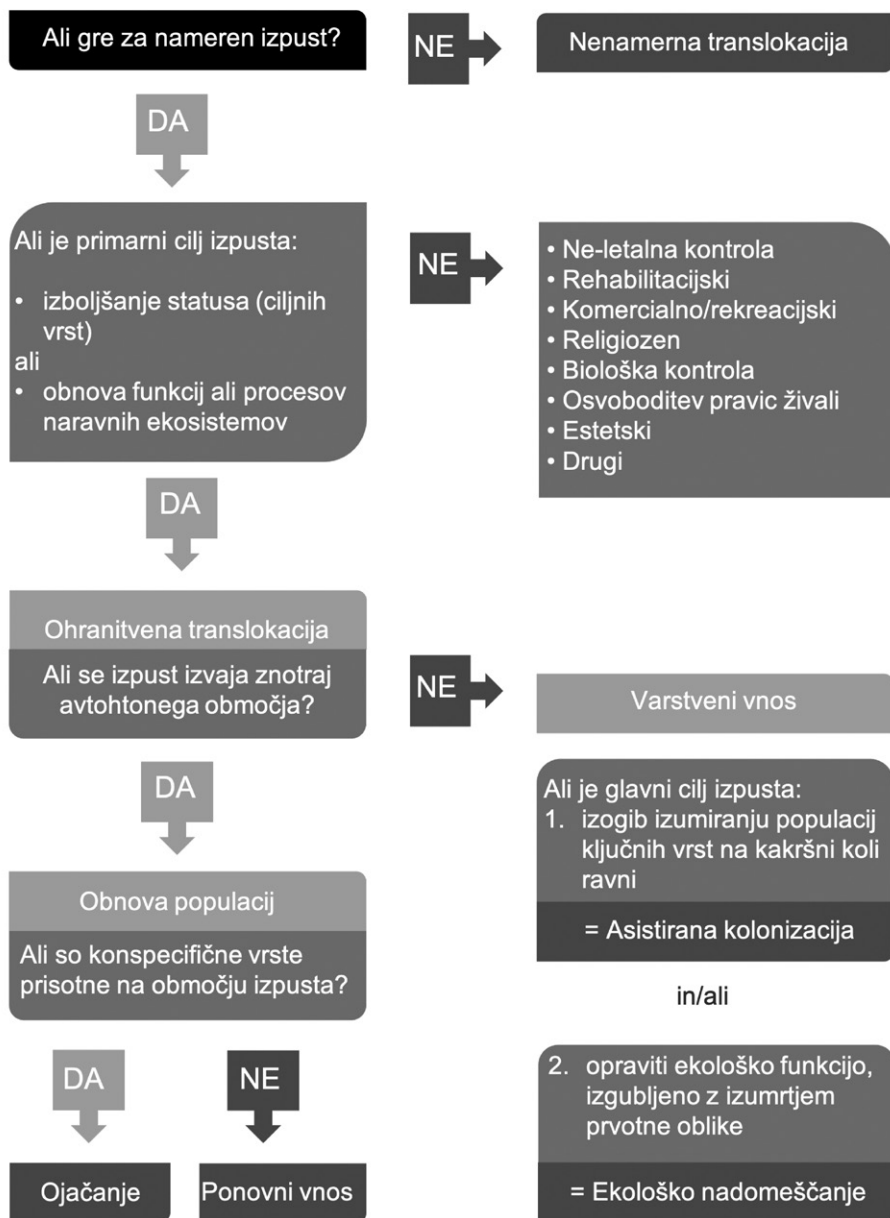 Ali gre za nameren izpust?
NE
Nenamerna translokacija
DA
Ali je primarni cilj izpusta:
• izboljšanje statusa (ciljnih
vrst)
ali
• obnova funkcij ali procesov
naravnih ekosistemov
NE
• Ne-letalna kontrola
• Rehabilitacijski
• Komercialno/rekreacijski
• Religiozen
• Biološka kontrola
• Osvoboditev pravic živali
• Estetski
• Drugi
DA
Ohranitvena translokacija
Ali se izpust izvaja znotraj
avtohtonega območja?
NE
Varstveni vnos
Ali je glavni cilj izpusta:
1. izogib izumiranju populacij
ključnih vrst na kakršni koli
ravni
= Asistirana kolonizacija
in/ali
2. opraviti ekološko funkcijo,
izgubljeno z izumrtjem
prvotne oblike
= Ekološko nadomeščanje
DA
Obnova populacij
Ali so konspecifične vrste
prisotne na območju izpusta?
DA
NE
Ojačanje
Ponovni vnos